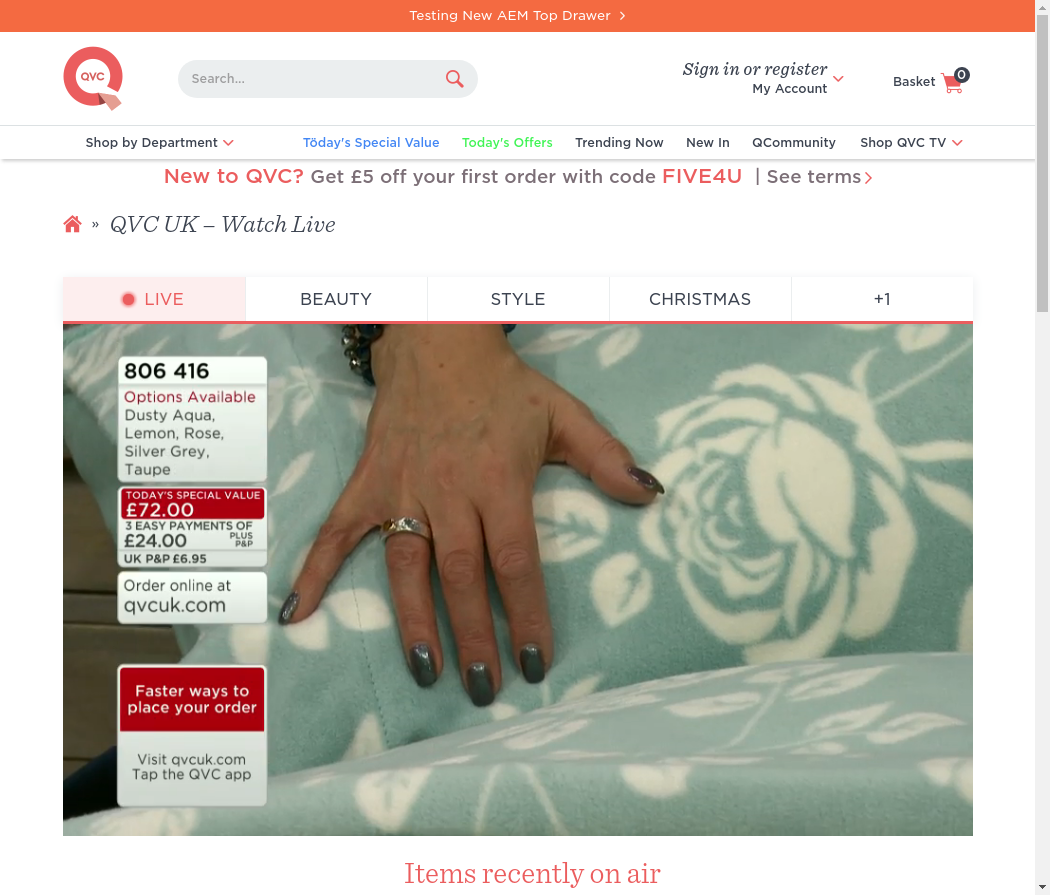 Testing New AEM Top Drawer
QVC
Search...
Sign in or register
My Account
Basket
0
Shop by Department
Töday's Special Value
Today's Offers
Trending Now
New In
QCommunity
Shop QVC TV
New to QVC? Get £5 off your first order with code FIVE4U | See terms
» QVC UK – Watch Live
LIVE
BEAUTY
STYLE
CHRISTMAS
+1
806 416
Options Available
Dusty Aqua,
Lemon, Rose,
Silver Grey,
Taupe
TODAY'S SPECIAL VALUE
£72.00
3 EASY PAYMENTS OF
£24.00 PLUS P&P
UK P&P £6.95
Order online at
qvcuk.com
Faster ways to
place your order
Visit qvcuk.com
Tap the QVC app
Items recently on air